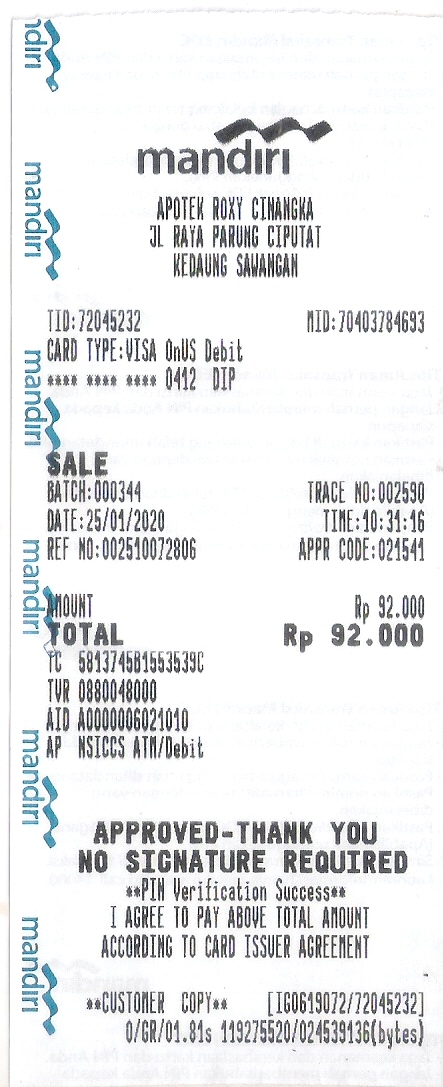 mandiri
APOTEK ROXY CINANGKA
JL RAYA PARUNG CIPUTAT
KEDAUNG SAWANGAN
TID:72045232 MID:70403784693
CARD TYPE:VISA OnUS Debit
**** **** **** 0412 DIP
SALE
BATCH:000344 TRACE NO:002590
DATE:25/01/2020 TIME:10:31:16
REF NO:002510072806 APPR CODE:021541
AMOUNT Rp 92.000
TOTAL Rp 92.000
TC 581374581553539C
TVR 0880048000
AID A0000006021010
AP NSICCS ATM/Debit
APPROVED-THANK YOU
NO SIGNATURE REQUIRED
**PIN Verification Success**
I AGREE TO PAY ABOVE TOTAL AMOUNT
ACCORDING TO CARD ISSUER AGREEMENT
**CUSTOMER COPY** [IG0619072/72045232]
0/GR/01.81s 119275520/024539136(bytes)
mandiri
mandiri
mandiri
mandiri
mandiri
mandiri